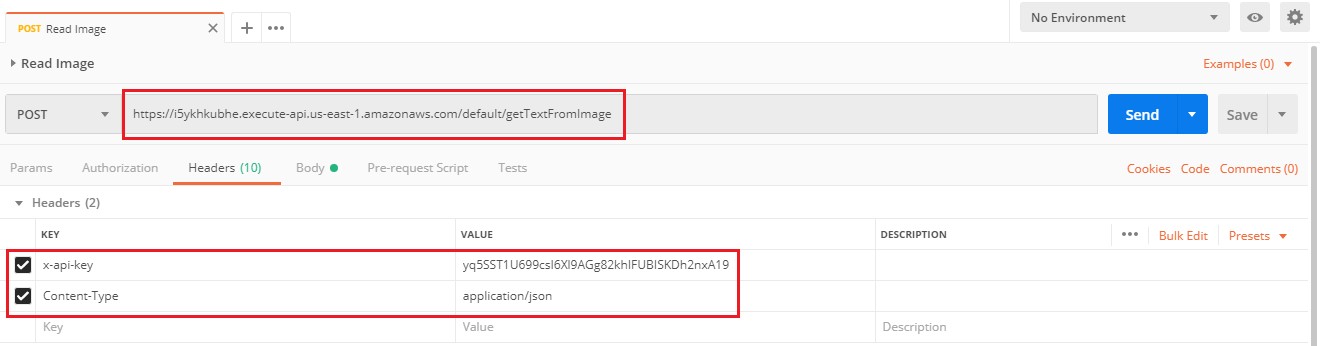 POST Read Image
No Environment
Read Image
Examples (0)
POST
https://i5ykhkubhe.execute-api.us-east-1.amazonaws.com/default/getTextFromImage
Send
Save
Params Authorization Headers (10) Body Pre-request Script Tests
Cookies Code Comments (0)
Headers (2)
KEY VALUE DESCRIPTION
Bulk Edit Presets
x-api-key yq5SST1U699csl6Xl9AGg82khlFUBlSKDh2nxA19
Content-Type application/json
Key Value Description